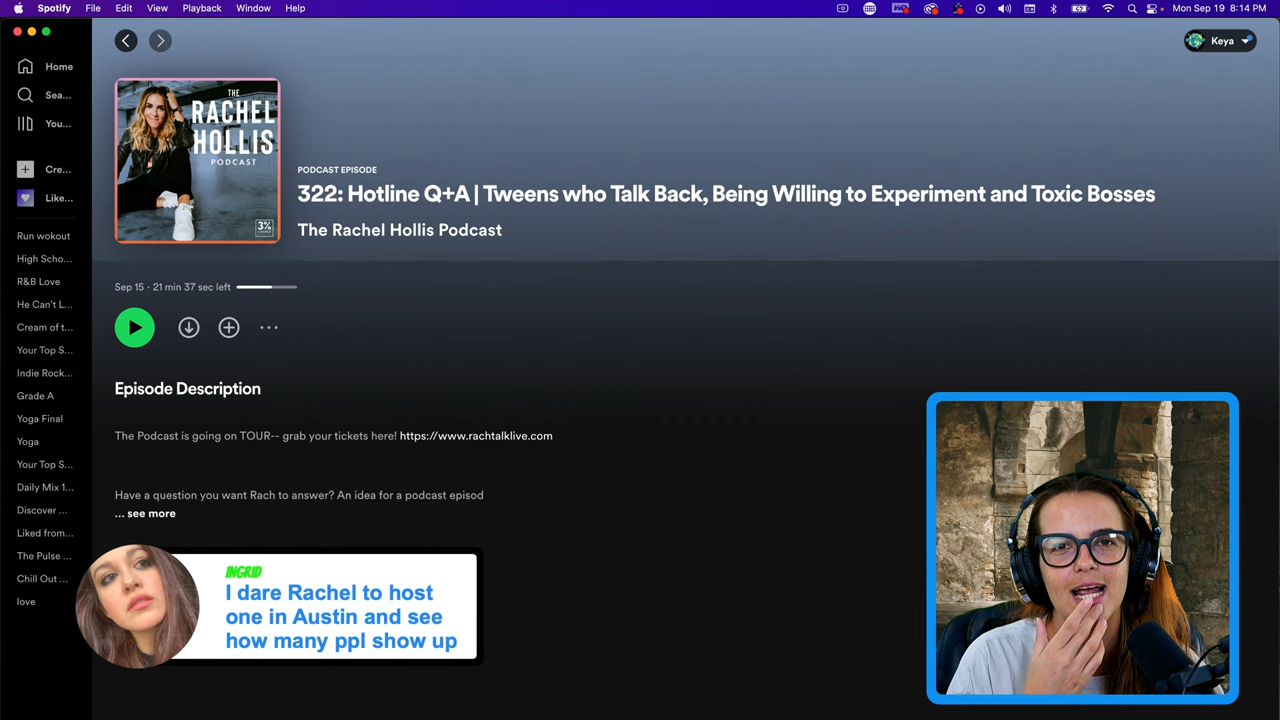 Spotify File Edit View Playback Window Help
Mon Sep 19 8:14 PM
Keya
Home
Sea...
You...
Cre...
Like...
Run wokout
High Scho...
R&B Love
He Can't L...
Cream of t...
Your Top S...
Indie Rock...
Grade A
Yoga Final
Yoga
Your Top S...
Daily Mix 1...
Discover ...
Liked from...
The Pulse ...
Chill Out ...
love
THE
RACHEL
HOLLIS
PODCAST
3%
PODCAST EPISODE
322: Hotline Q+A | Tweens who Talk Back, Being Willing to Experiment and Toxic Bosses
The Rachel Hollis Podcast
Sep 15 · 21 min 37 sec left
Episode Description
The Podcast is going on TOUR-- grab your tickets here! https://www.rachtalklive.com
Have a question you want Rach to answer? An idea for a podcast episod
... see more
INGRID
I dare Rachel to host
one in Austin and see
how many ppl show up